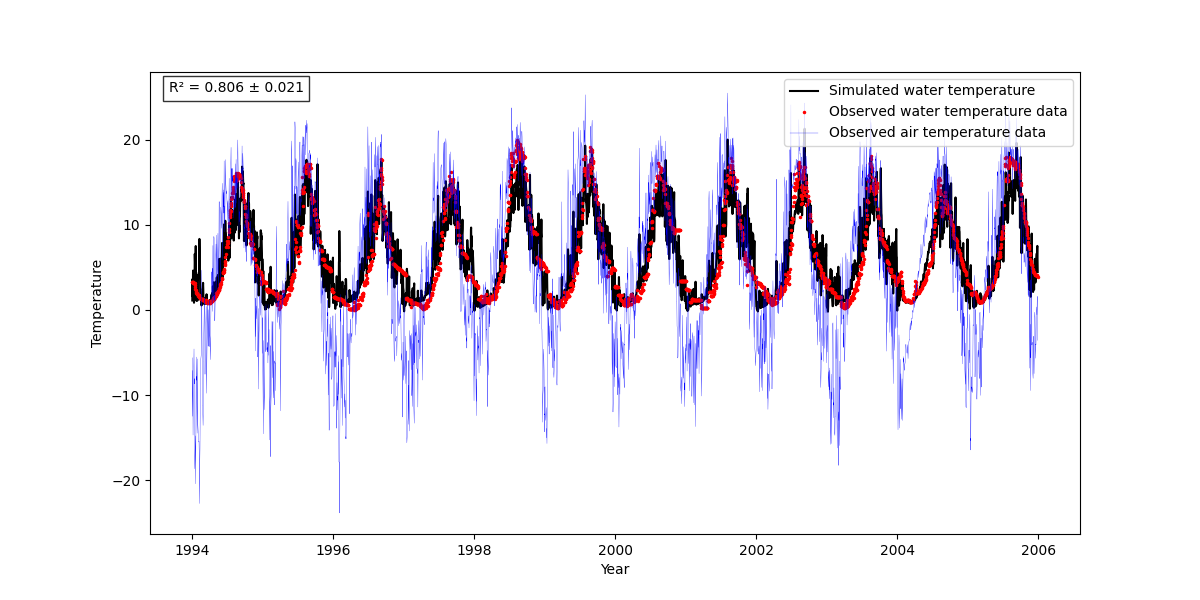 R² = 0.806 ± 0.021
Simulated water temperature
Observed water temperature data
Observed air temperature data
Temperature
20
10
0
−10
−20
1994
1996
1998
2000
2002
2004
2006
Year